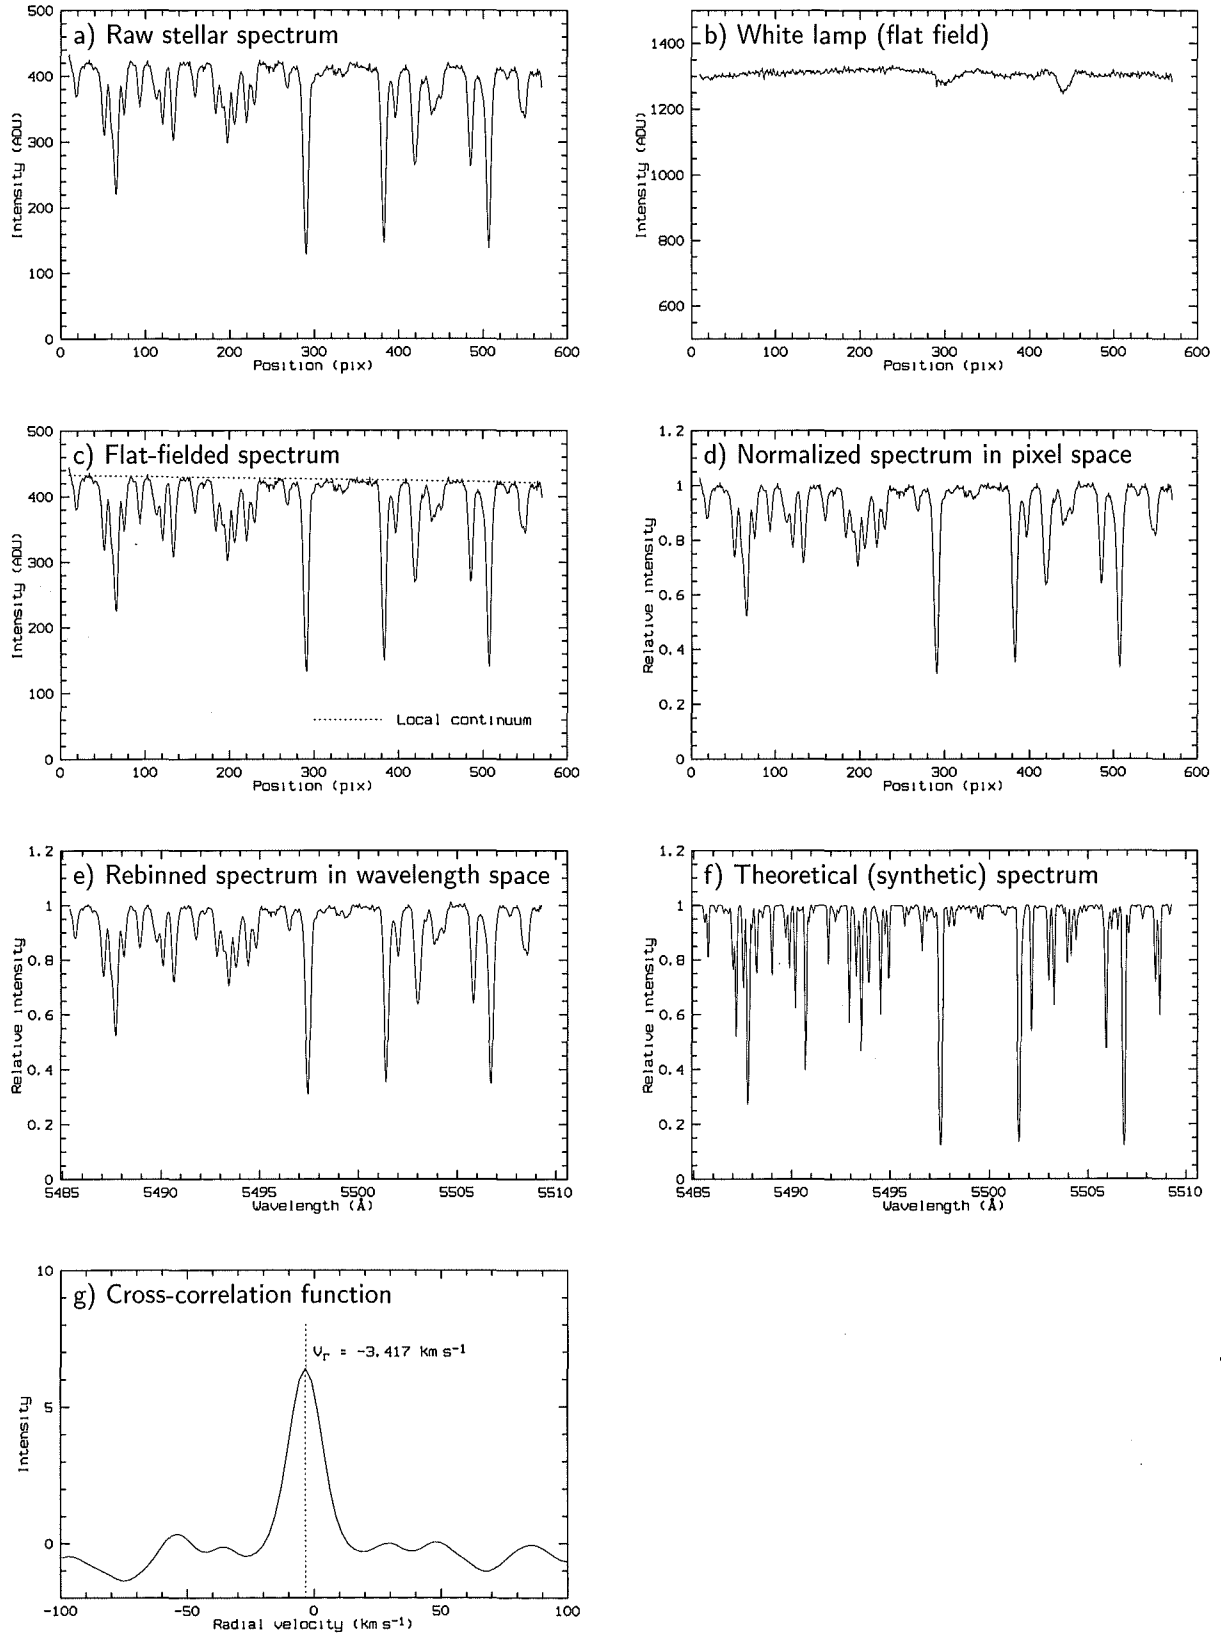 a) Raw stellar spectrum
500
400
300
200
100
0
Intensity (ADU)
0 100 200 300 400 500 600
Position (pix)
b) White lamp (flat field)
1400
1200
1000
800
600
Intensity (ADU)
0 100 200 300 400 500 600
Position (pix)
c) Flat-fielded spectrum
500
400
300
200
100
0
Intensity (ADU)
Local continuum
0 100 200 300 400 500 600
Position (pix)
d) Normalized spectrum in pixel space
1.2
1
0.8
0.6
0.4
0.2
0
Relative intensity
0 100 200 300 400 500 600
Position (pix)
e) Rebinned spectrum in wavelength space
1.2
1
0.8
0.6
0.4
0.2
0
Relative intensity
5485 5490 5495 5500 5505 5510
Wavelength (Å)
f) Theoretical (synthetic) spectrum
1.2
1
0.8
0.6
0.4
0.2
0
Relative intensity
5485 5490 5495 5500 5505 5510
Wavelength (Å)
g) Cross-correlation function
10
5
0
Intensity
Vr = -3.417 km s⁻¹
-100 -50 0 50 100
Radial velocity (km s⁻¹)